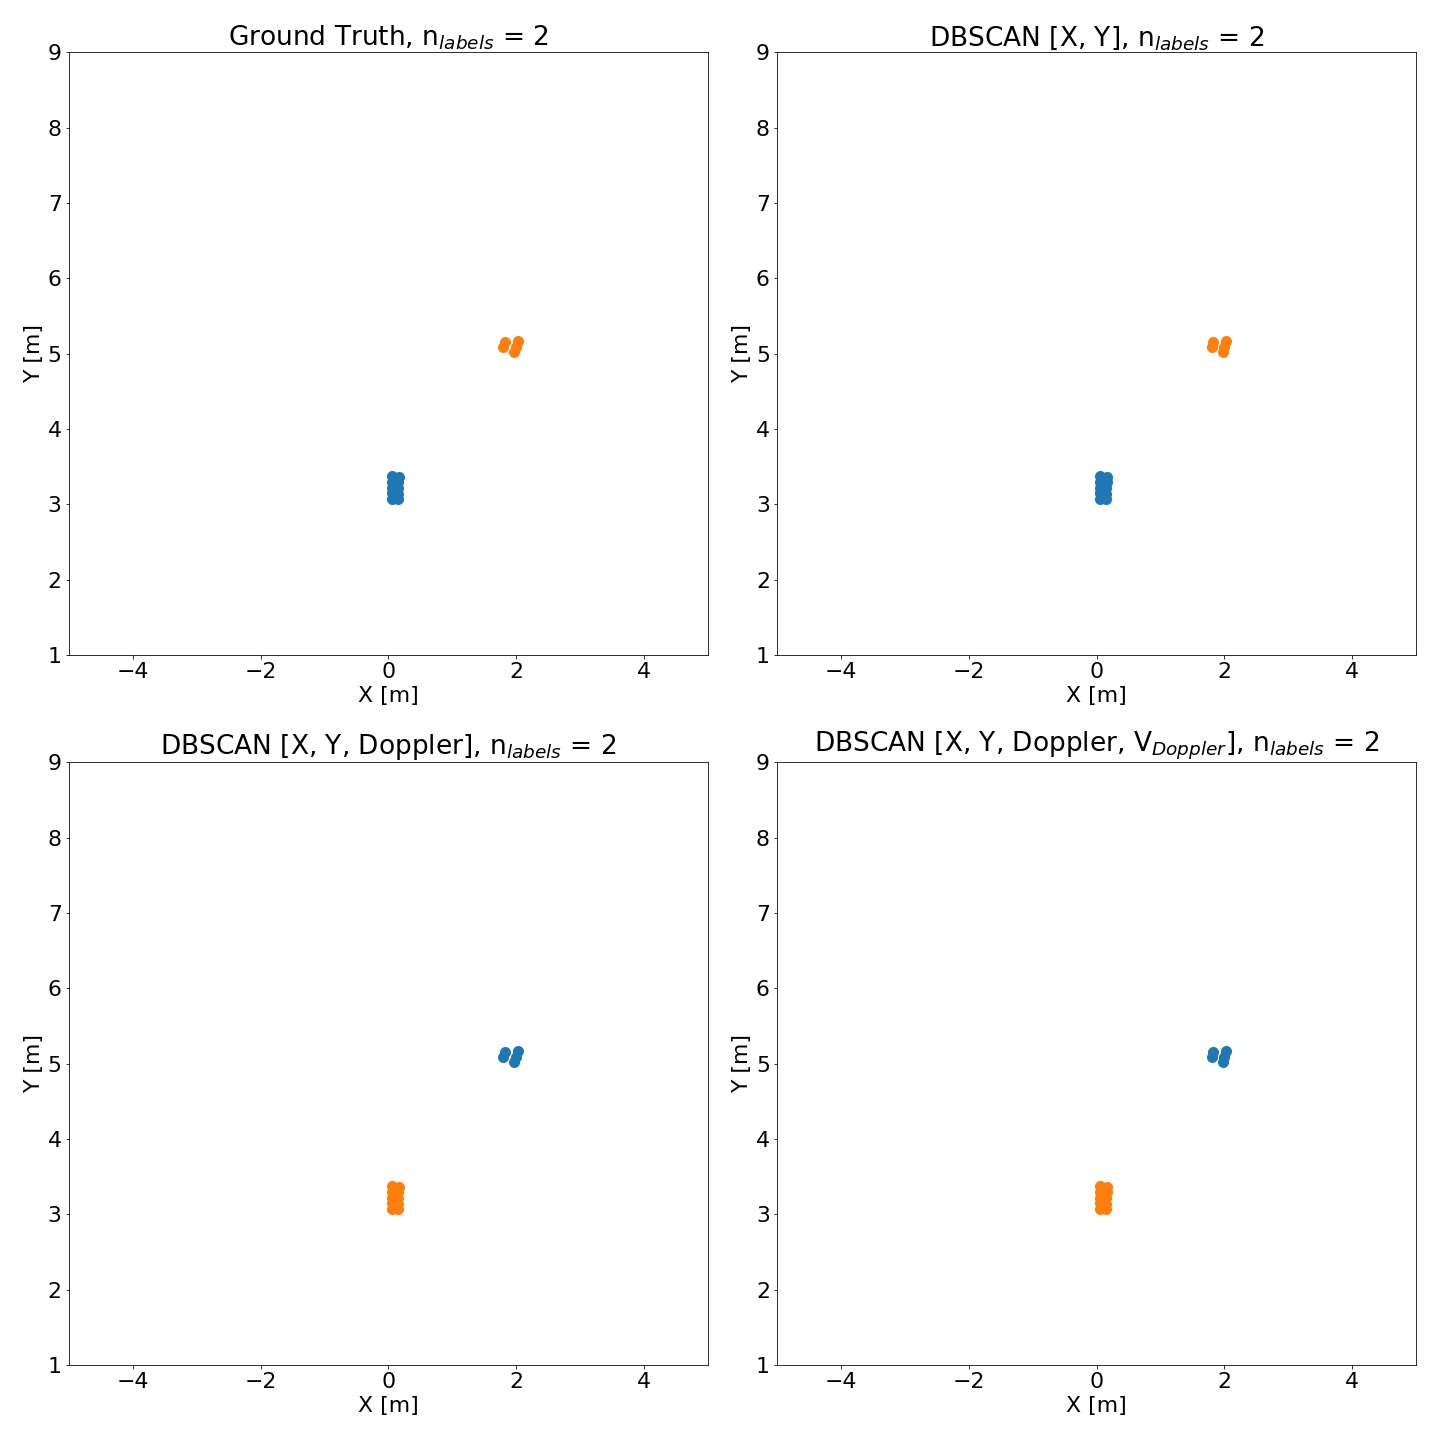 Ground Truth, n_labels = 2
9
8
7
6
5
4
3
2
1
Y [m]
−4 −2 0 2 4
X [m]
DBSCAN [X, Y], n_labels = 2
9
8
7
6
5
4
3
2
1
Y [m]
−4 −2 0 2 4
X [m]
DBSCAN [X, Y, Doppler], n_labels = 2
9
8
7
6
5
4
3
2
1
Y [m]
−4 −2 0 2 4
X [m]
DBSCAN [X, Y, Doppler, V_Doppler], n_labels = 2
9
8
7
6
5
4
3
2
1
Y [m]
−4 −2 0 2 4
X [m]